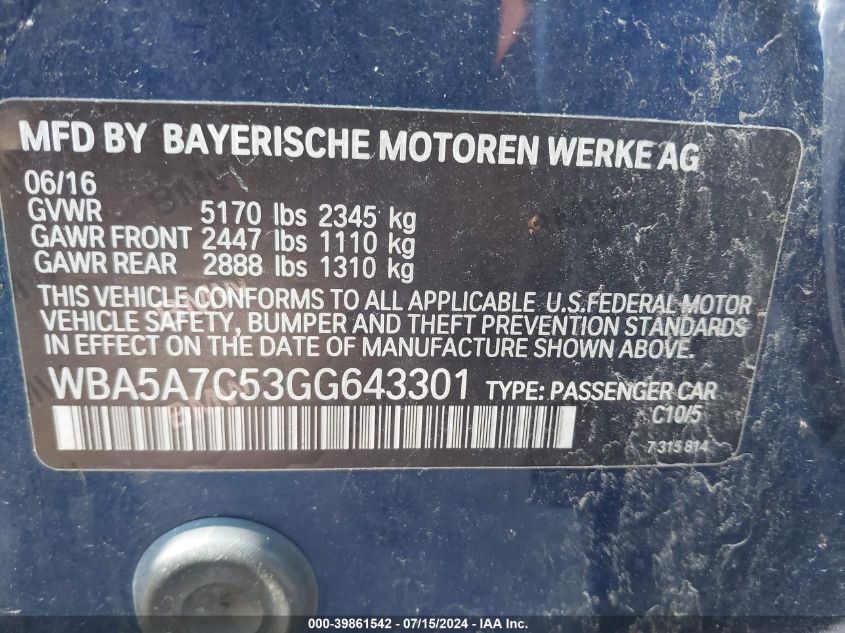 MFD BY BAYERISCHE MOTOREN WERKE AG
06/16
GVWR 5170 lbs 2345 kg
GAWR FRONT 2447 lbs 1110 kg
GAWR REAR 2888 lbs 1310 kg
THIS VEHICLE CONFORMS TO ALL APPLICABLE U.S.FEDERAL MOTOR
VEHICLE SAFETY, BUMPER AND THEFT PREVENTION STANDARDS
IN EFFECT ON THE DATE OF MANUFACTURE SHOWN ABOVE.
WBA5A7C53GG643301 TYPE: PASSENGER CAR
C10/5
7 315 814
000-39861542 - 07/15/2024 - IAA Inc.